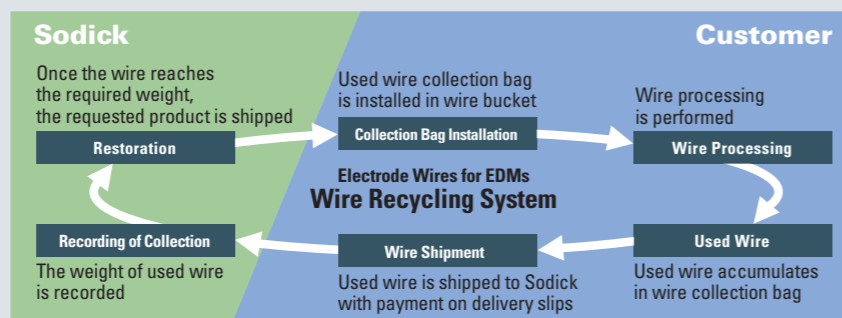 Sodick
Customer
Once the wire reaches
the required weight,
the requested product is shipped
Restoration
Used wire collection bag
is installed in wire bucket
Collection Bag Installation
Wire processing
is performed
Wire Processing
Electrode Wires for EDMs
Wire Recycling System
Recording of Collection
The weight of used wire
is recorded
Wire Shipment
Used wire is shipped to Sodick
with payment on delivery slips
Used Wire
Used wire accumulates
in wire collection bag